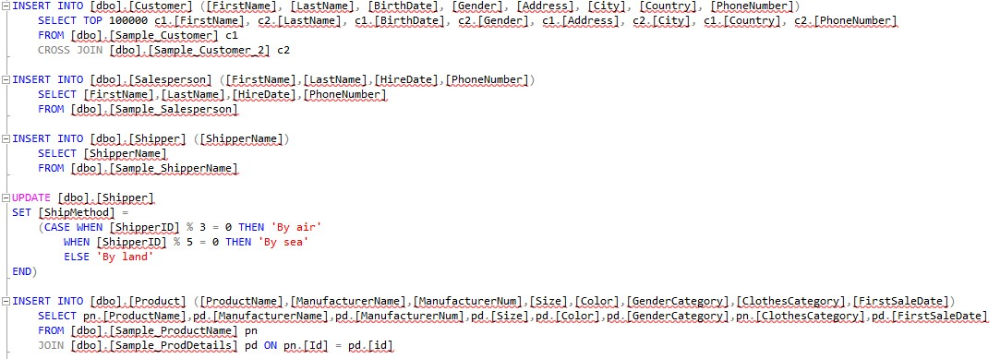 INSERT INTO [dbo].[Customer] ([FirstName], [LastName], [BirthDate], [Gender], [Address], [City], [Country], [PhoneNumber])
SELECT TOP 100000 c1.[FirstName], c2.[LastName], c1.[BirthDate], c2.[Gender], c1.[Address], c2.[City], c1.[Country], c2.[PhoneNumber]
FROM [dbo].[Sample_Customer] c1
CROSS JOIN [dbo].[Sample_Customer_2] c2
INSERT INTO [dbo].[Salesperson] ([FirstName],[LastName],[HireDate],[PhoneNumber])
SELECT [FirstName],[LastName],[HireDate],[PhoneNumber]
FROM [dbo].[Sample_Salesperson]
INSERT INTO [dbo].[Shipper] ([ShipperName])
SELECT [ShipperName]
FROM [dbo].[Sample_ShipperName]
UPDATE [dbo].[Shipper]
SET [ShipMethod] =
(CASE WHEN [ShipperID] % 3 = 0 THEN 'By air'
WHEN [ShipperID] % 5 = 0 THEN 'By sea'
ELSE 'By land'
END)
INSERT INTO [dbo].[Product] ([ProductName],[ManufacturerName],[ManufacturerNum],[Size],[Color],[GenderCategory],[ClothesCategory],[FirstSaleDate])
SELECT pn.[ProductName],pd.[ManufacturerName],pd.[ManufacturerNum],pd.[Size],pd.[Color],pd.[GenderCategory],pn.[ClothesCategory],pd.[FirstSaleDate]
FROM [dbo].[Sample_ProductName] pn
JOIN [dbo].[Sample_ProdDetails] pd ON pn.[Id] = pd.[id]